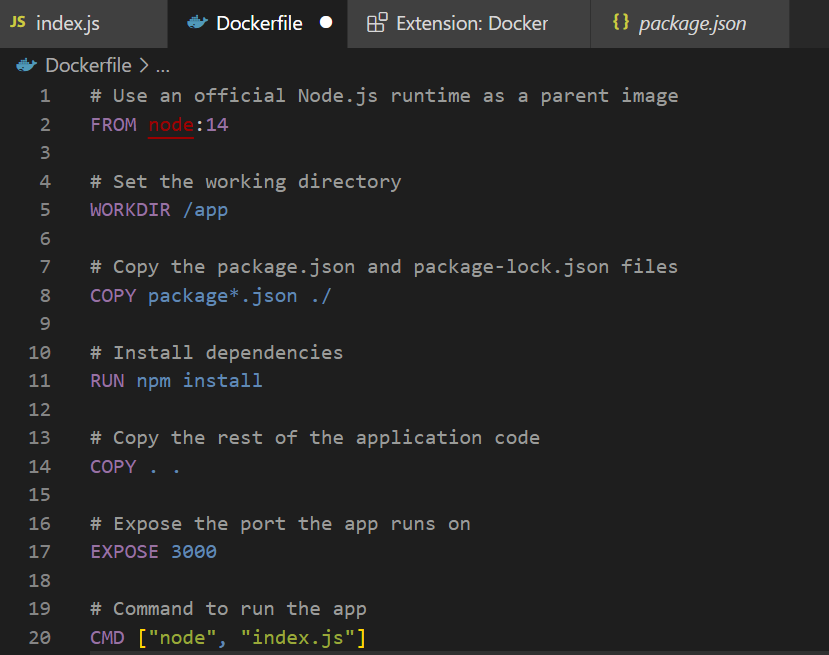 JS index.js Dockerfile Extension: Docker {} package.json
Dockerfile > ...
1 # Use an official Node.js runtime as a parent image
2 FROM node:14
3
4 # Set the working directory
5 WORKDIR /app
6
7 # Copy the package.json and package-lock.json files
8 COPY package*.json ./
9
10 # Install dependencies
11 RUN npm install
12
13 # Copy the rest of the application code
14 COPY . .
15
16 # Expose the port the app runs on
17 EXPOSE 3000
18
19 # Command to run the app
20 CMD ["node", "index.js"]